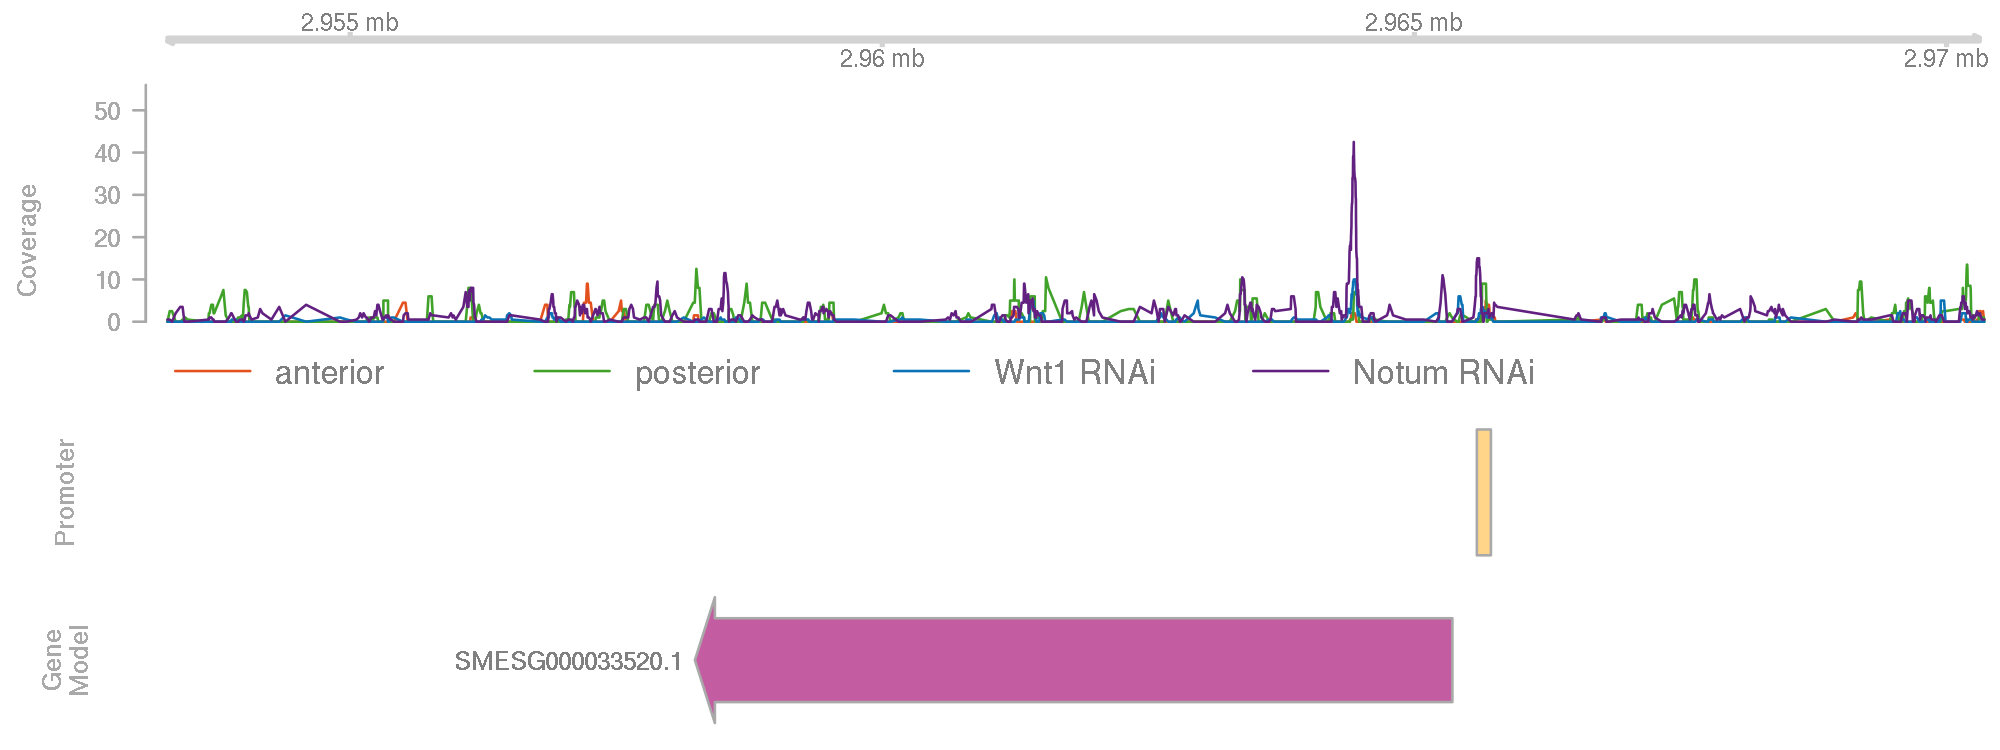 2.955 mb
2.965 mb
2.96 mb
2.97 mb
Coverage
50
40
30
20
10
0
anterior
posterior
Wnt1 RNAi
Notum RNAi
Promoter
Gene
Model
SMESG000033520.1